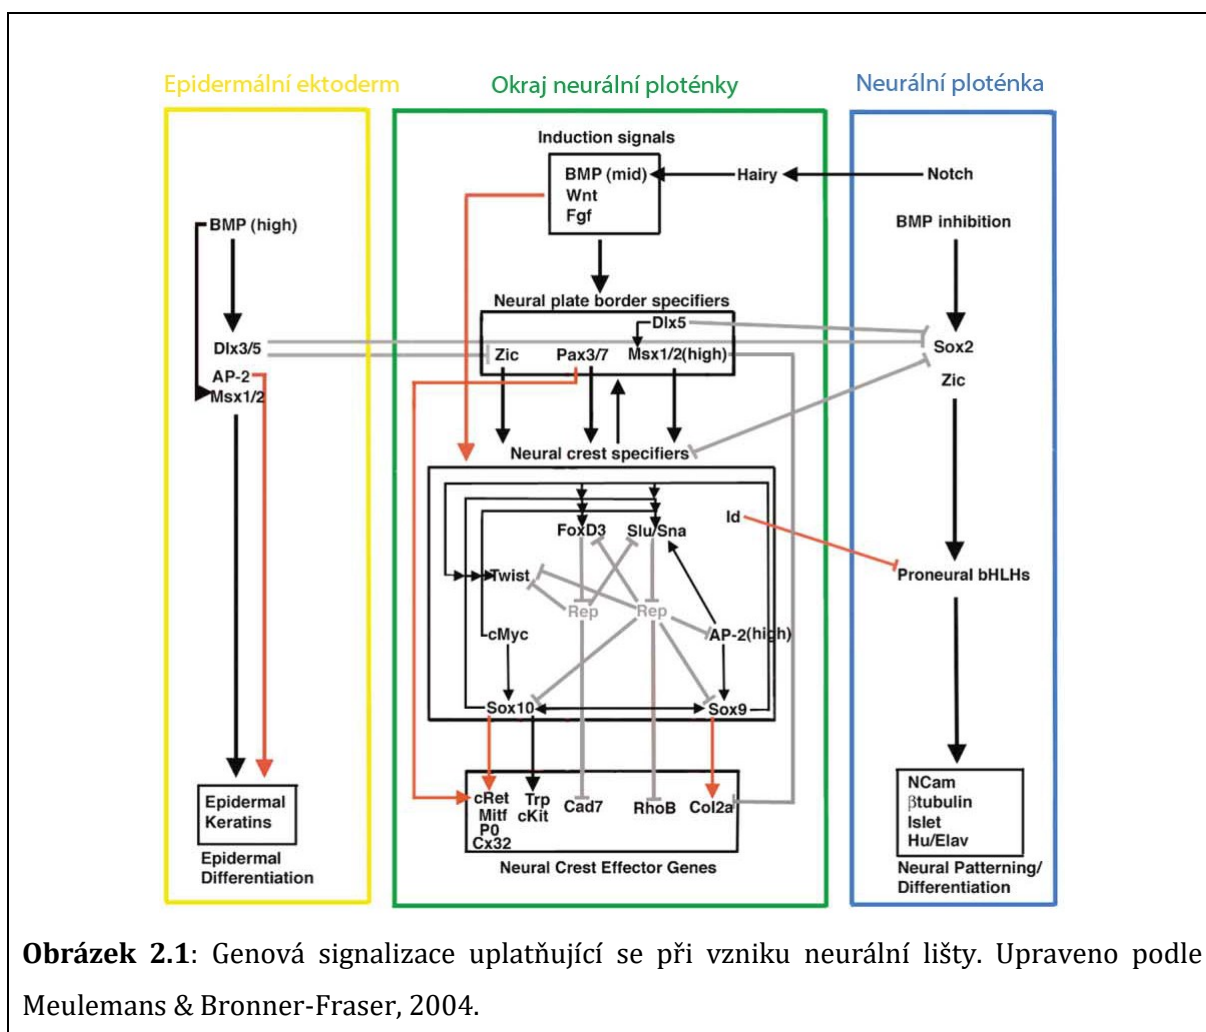 Epidermální ektoderm
Okraj neurální ploténky
Neurální ploténka
Induction signals
BMP (mid)
Wnt
Fgf
Hairy
Notch
BMP (high)
BMP inhibition
Neural plate border specifiers
Dlx5
Dlx3/5
Zic
Pax3/7
Msx1/2(high)
Sox2
AP-2
Msx1/2
Zic
Neural crest specifiers
Id
FoxD3
Slu/Sna
Twist
Proneural bHLHs
Rep
Rep
cMyc
AP-2(high)
Sox10
Sox9
Epidermal
Keratins
Epidermal
Differentiation
cRet
Mitf
P0
Cx32
Trp
cKit
Cad7
RhoB
Col2a
Neural Crest Effector Genes
NCam
βtubulin
Islet
Hu/Elav
Neural Patterning/
Differentiation
Obrázek 2.1: Genová signalizace uplatňující se při vzniku neurální lišty. Upraveno podle
Meulemans & Bronner-Fraser, 2004.